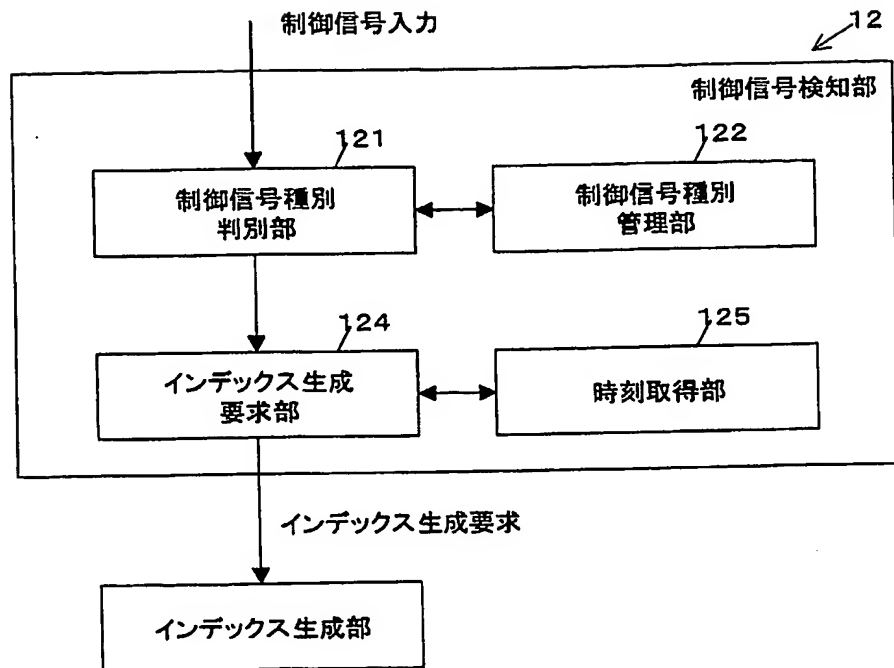 制御信号入力
12
制御信号検知部
121
122
制御信号種別
判別部
制御信号種別
管理部
124
125
インデックス生成
要求部
時刻取得部
インデックス生成要求
インデックス生成部